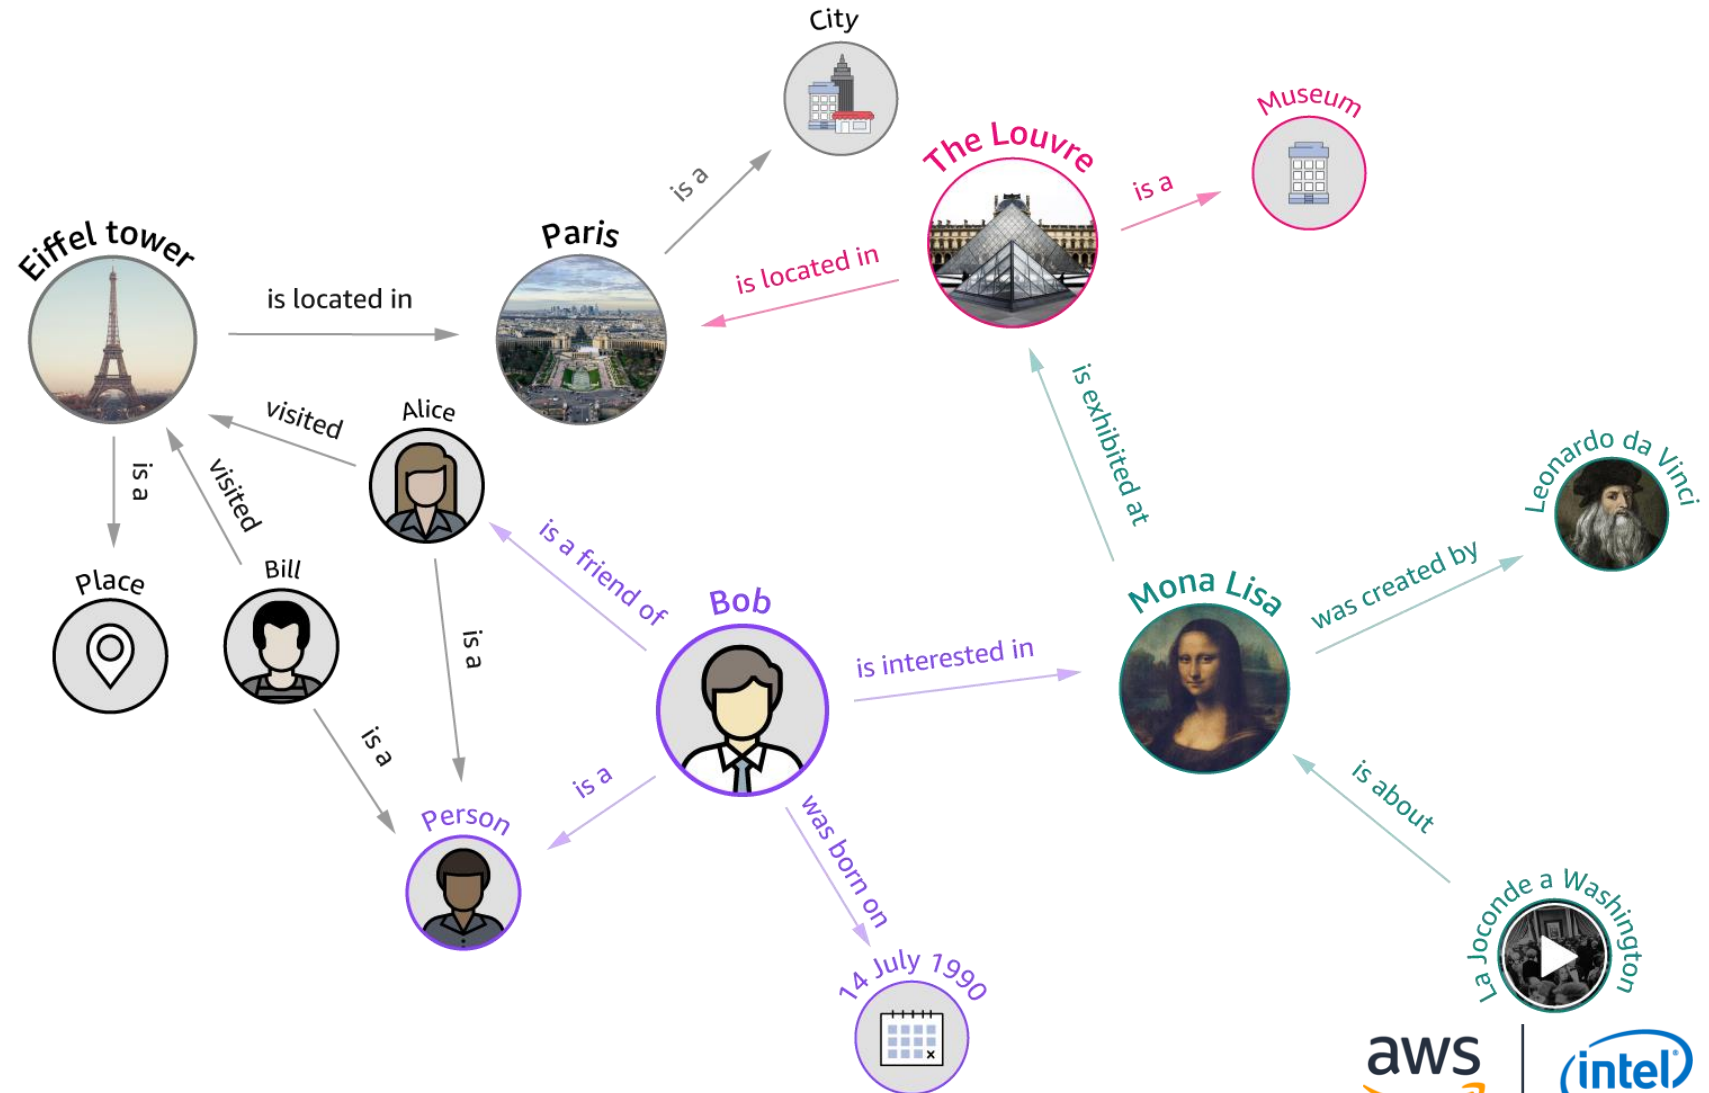 City
Museum
The Louvre
is a
is a
Eiffel tower
Paris
is located in
is located in
visited
Alice
is exhibited at
Leonardo da Vinci
is a
visited
is a friend of
was created by
Place
Bill
Bob
Mona Lisa
is a
is interested in
is a
is a
is about
Person
was born on
La Joconde a Washington
14 July 1990
aws
intel